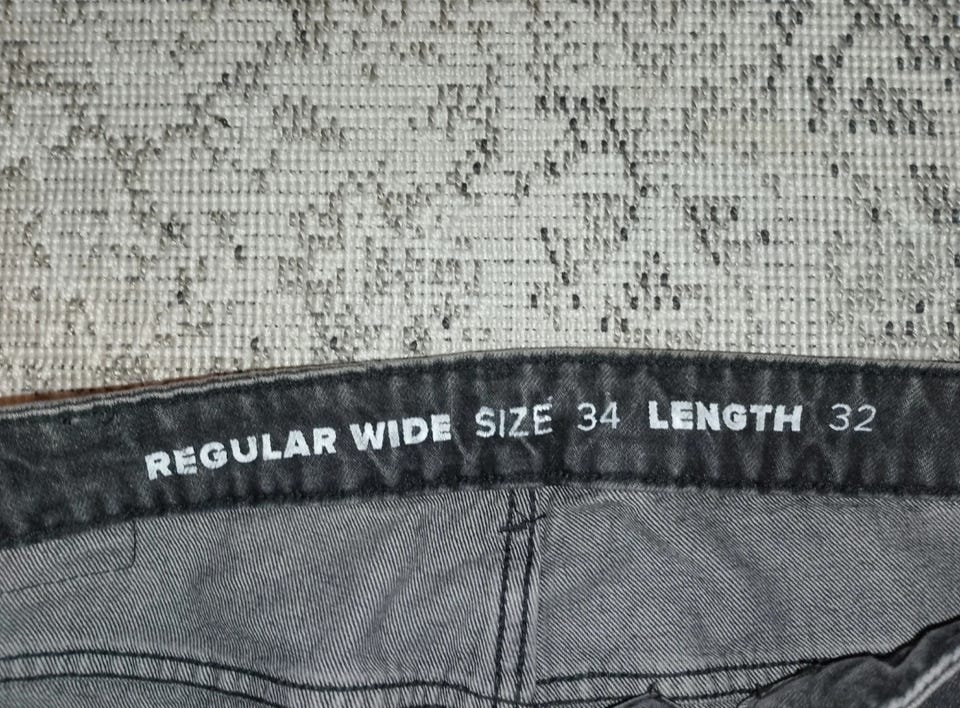 REGULAR WIDE SIZE 34 LENGTH 32